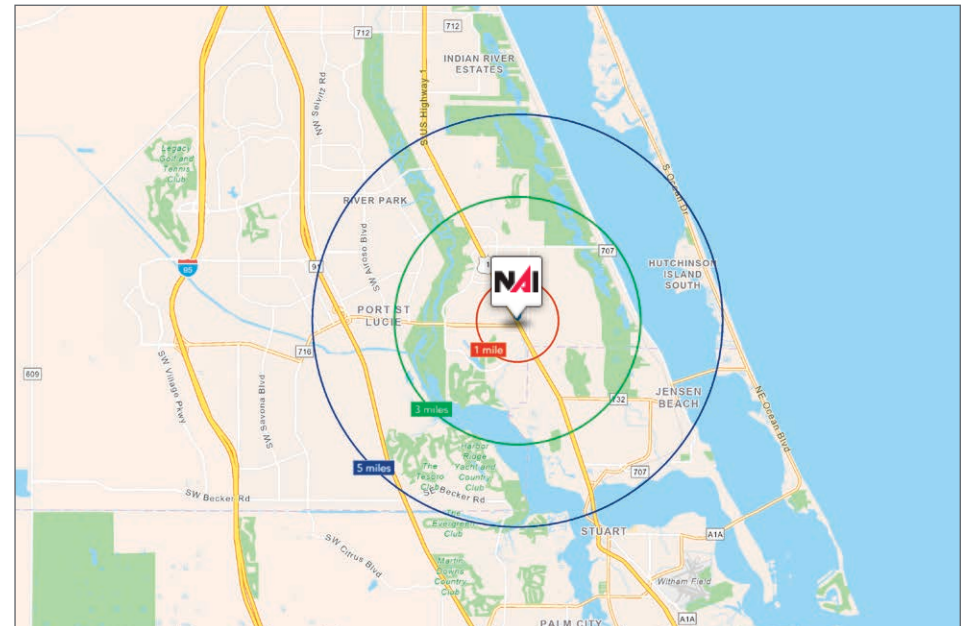 712
712
INDIAN RIVER
ESTATES
NW Selvitz Rd
S US Highway 1
Legacy
Golf and
Tennis
Club
S Ocean Dr
RIVER PARK
SW Airoso Blvd
707
95
91
1
NAI
HUTCHINSON
ISLAND
SOUTH
PORT ST
LUCIE
716
1 mile
609
SW Village Pkwy
SW Savona Blvd
JENSEN
BEACH
732
3 miles
NE Ocean Blvd
Harbor
Ridge
Yacht and
Country
Club
The
Tesoro
Club
5 miles
707
SW Becker Rd
SE Becker Rd
The
Evergreen
Club
STUART
A1A
SW Citrus Blvd
Martin
Downs
Country
Club
Witham Field
A1A
PALM CITY